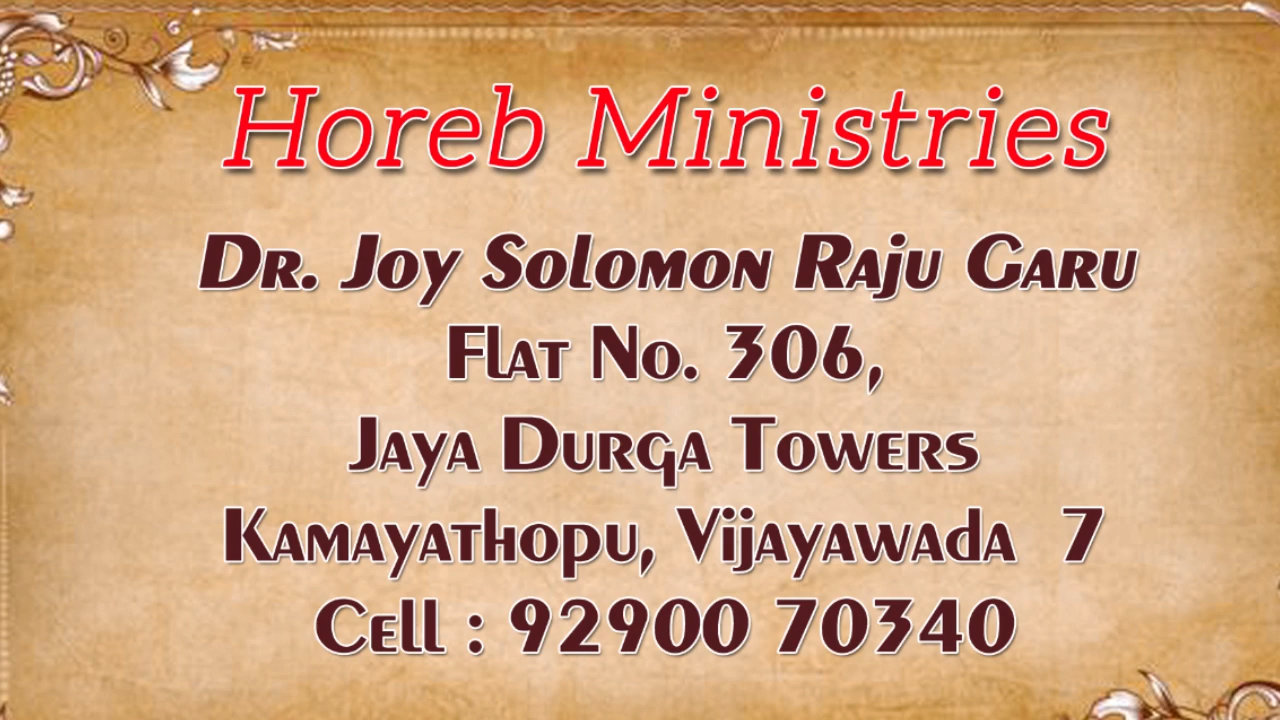 Horeb Ministries
Dr. Joy Solomon Raju Garu
Flat No. 306,
Jaya Durga Towers
Kamayathopu, Vijayawada 7
Cell : 92900 70340